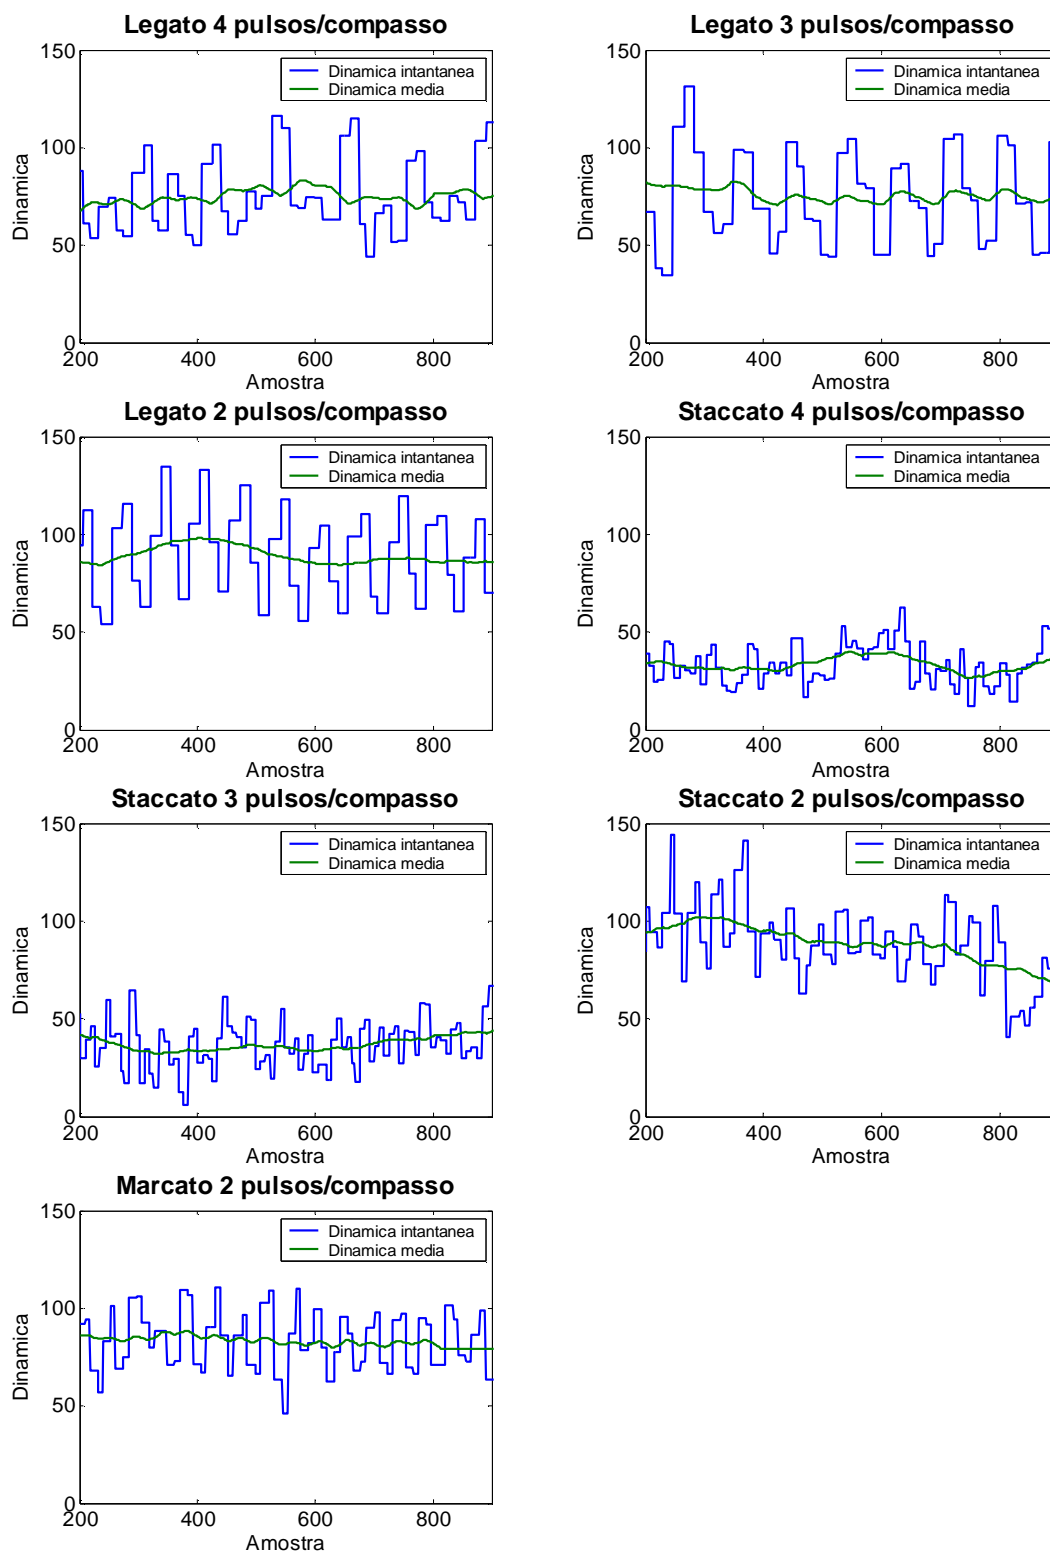 Legato 4 pulsos/compasso
150
100
50
0
200
400
600
800
Dinamica
Amostra
Dinamica intantanea
Dinamica media
Legato 3 pulsos/compasso
150
100
50
0
200
400
600
800
Dinamica
Amostra
Dinamica intantanea
Dinamica media
Legato 2 pulsos/compasso
150
100
50
0
200
400
600
800
Dinamica
Amostra
Dinamica intantanea
Dinamica media
Staccato 4 pulsos/compasso
150
100
50
0
200
400
600
800
Dinamica
Amostra
Dinamica intantanea
Dinamica media
Staccato 3 pulsos/compasso
150
100
50
0
200
400
600
800
Dinamica
Amostra
Dinamica intantanea
Dinamica media
Staccato 2 pulsos/compasso
150
100
50
0
200
400
600
800
Dinamica
Amostra
Dinamica intantanea
Dinamica media
Marcato 2 pulsos/compasso
150
100
50
0
200
400
600
800
Dinamica
Amostra
Dinamica intantanea
Dinamica media